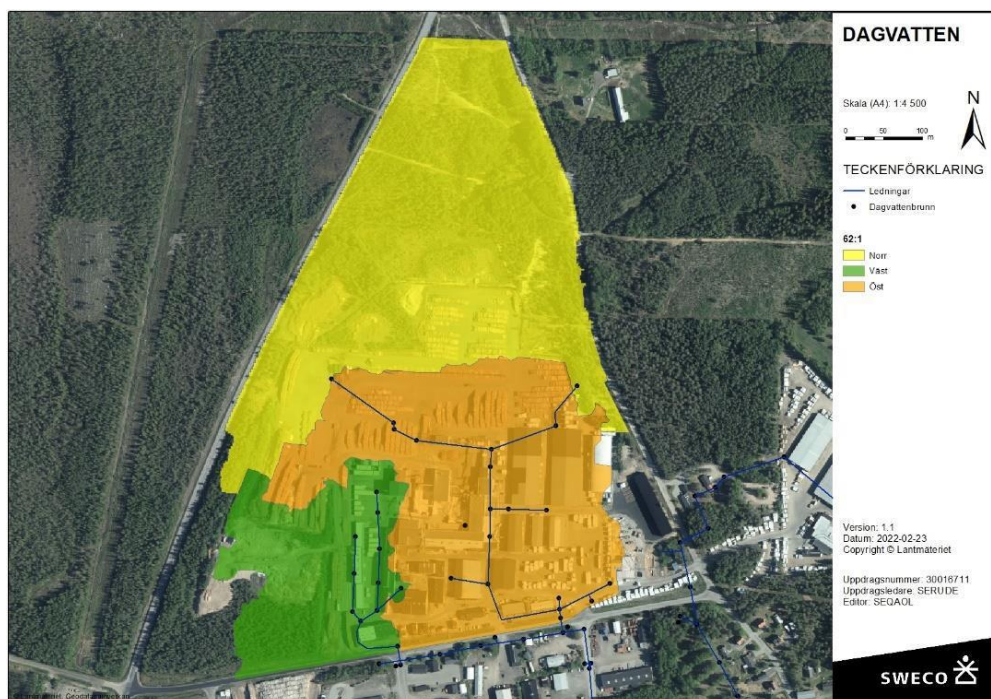 DAGVATTEN
Skala (A4): 1:4 500
N
0 50 100
m
TECKENFÖRKLARING
Ledningar
Dagvattenbrunn
62:1
Norr
Väst
Öst
Version: 1.1
Datum: 2022-02-23
Copyright © Lantmäteriet
Uppdragsnummer: 30016711
Uppdragsledare: SERUDE
Editor: SEQAOL
SWECO